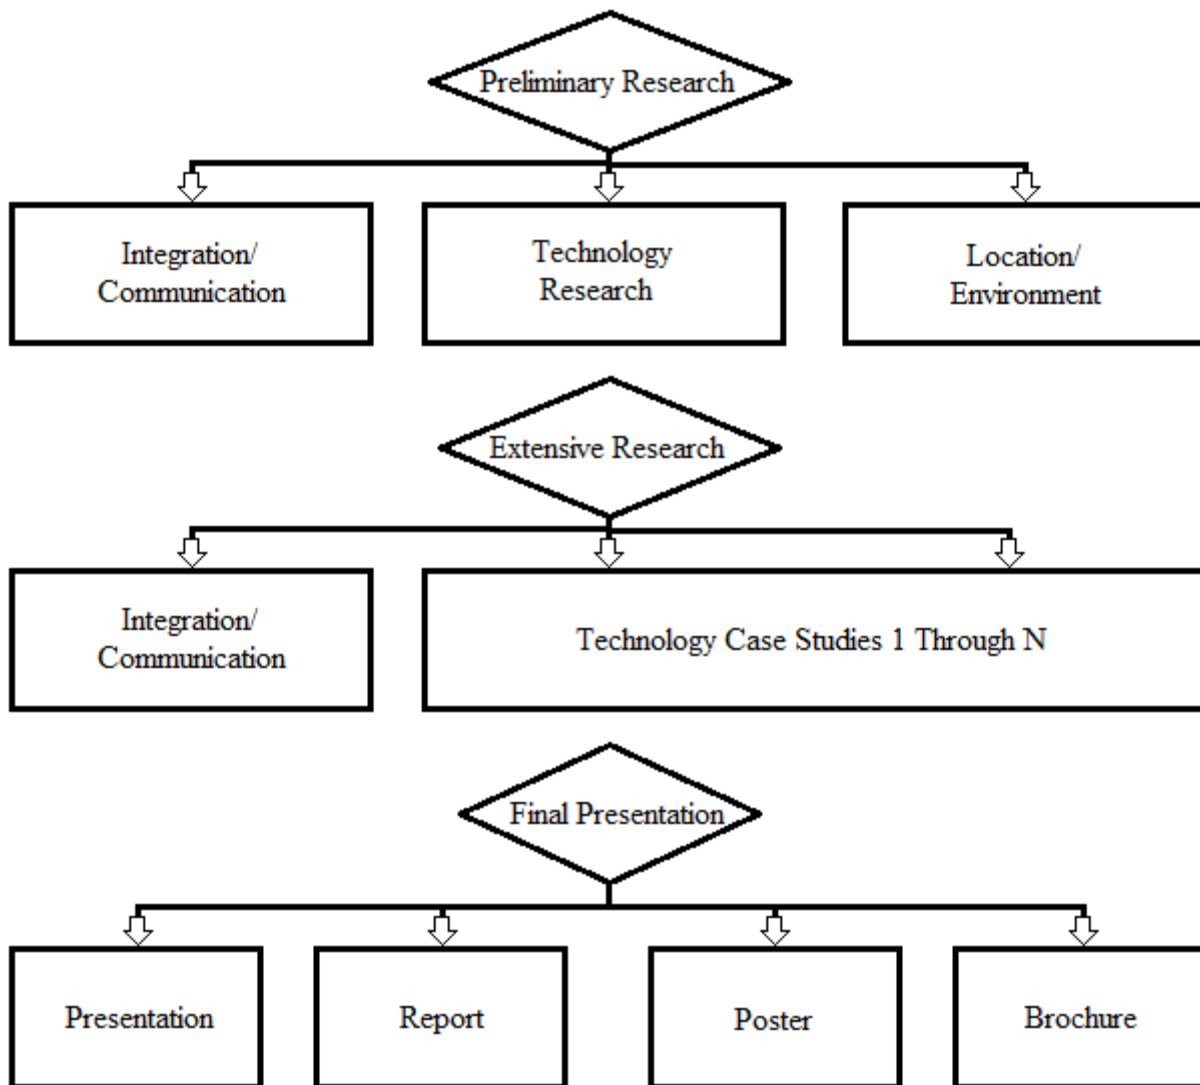 Preliminary Research
Integration/
Communication
Technology
Research
Location/
Environment
Extensive Research
Integration/
Communication
Technology Case Studies 1 Through N
Final Presentation
Presentation
Report
Poster
Brochure